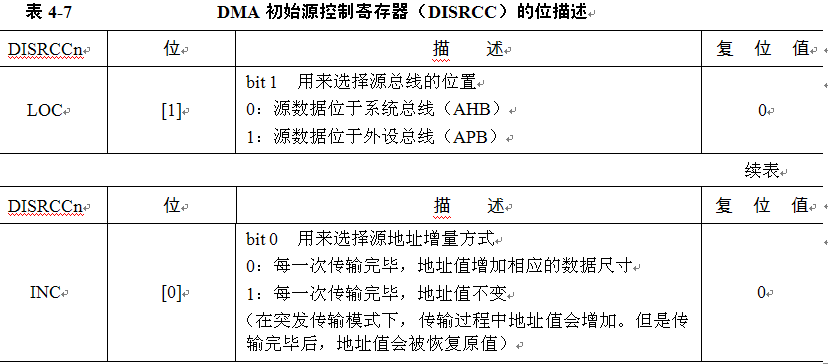 表 4-7 DMA 初始源控制寄存器（DISRCC）的位描述
DISRCCn 位 描 述 复 位 值
LOC [1] bit 1 用来选择源总线的位置
0：源数据位于系统总线（AHB）
1：源数据位于外设总线（APB） 0
续表
DISRCCn 位 描 述 复 位 值
INC [0] bit 0 用来选择源地址增量方式
0：每一次传输完毕，地址值增加相应的数据尺寸
1：每一次传输完毕，地址值不变 0
（在突发传输模式下，传输过程中地址值会增加。但是传
输完毕后，地址值会被恢复原值）